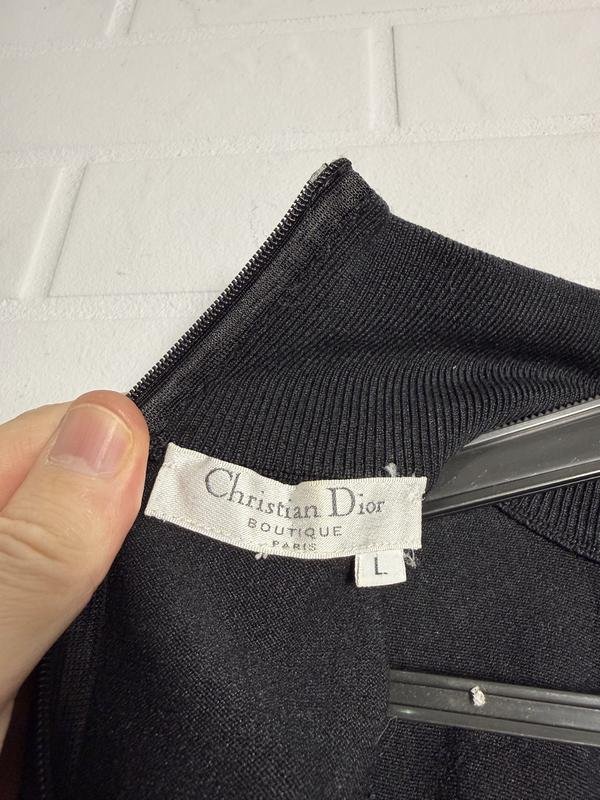 Christian Dior
BOUTIQUE
PARIS
L